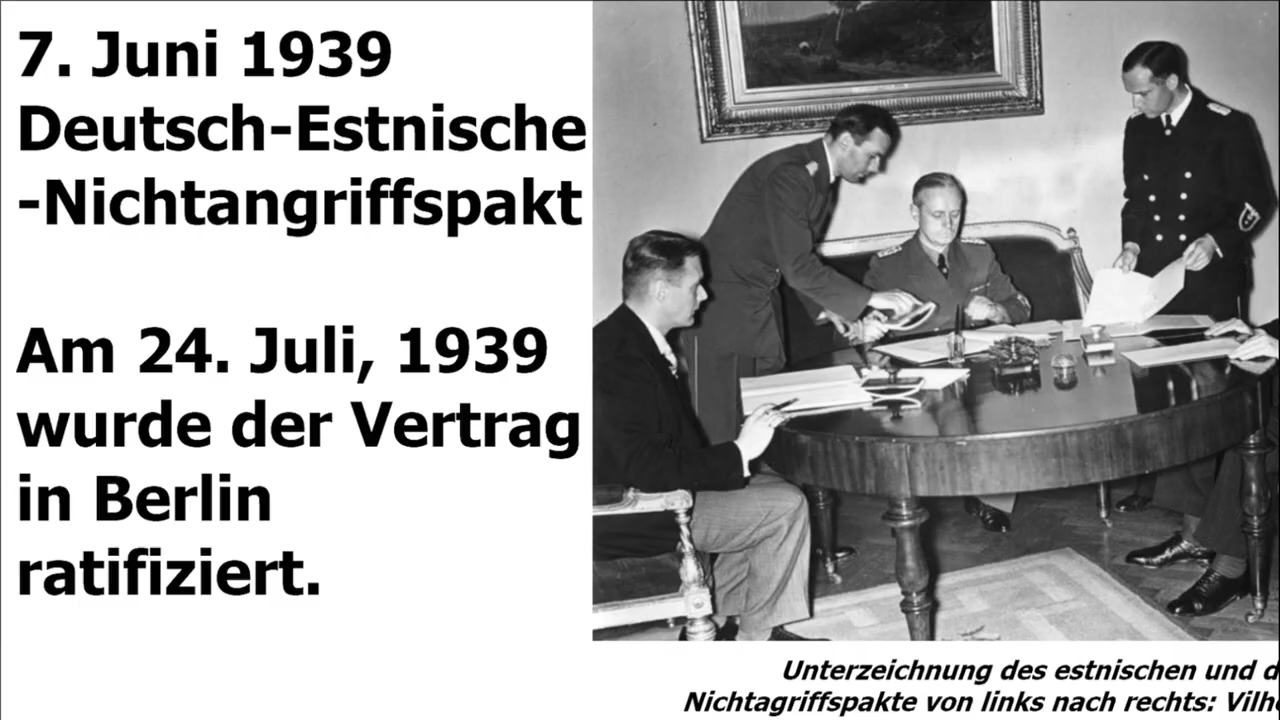 7. Juni 1939
Deutsch-Estnische
-Nichtangriffspakt
Am 24. Juli, 1939
wurde der Vertrag
in Berlin
ratifiziert.
Unterzeichnung des estnischen und
Nichtagriffspakte von links nach rechts: